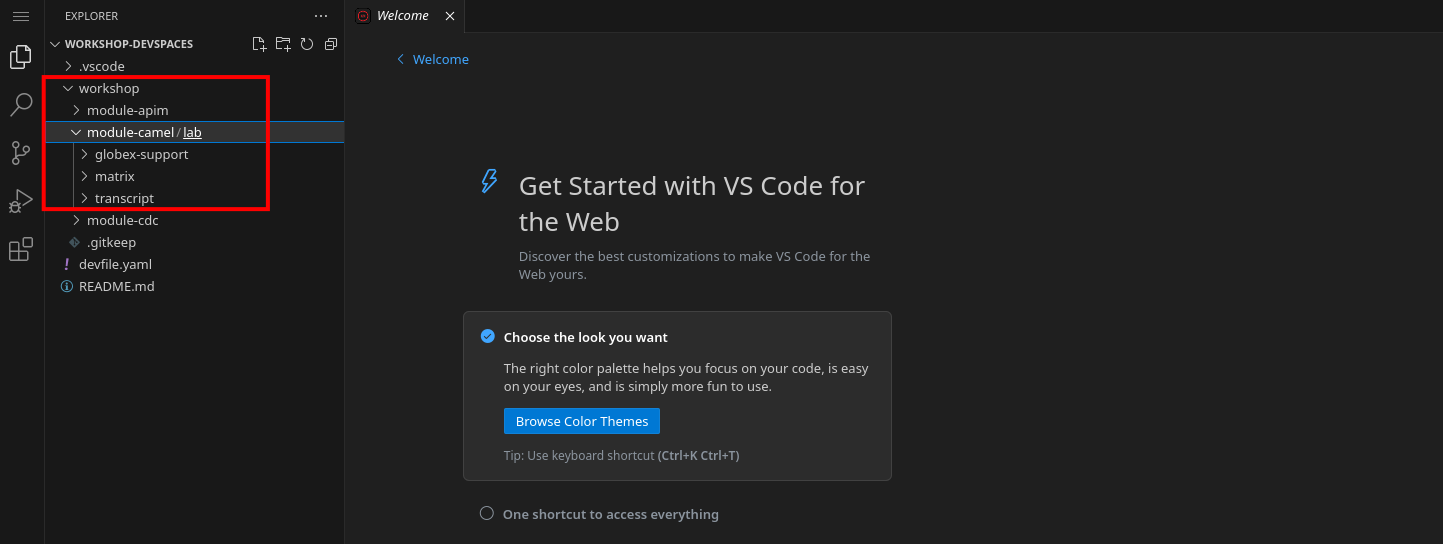 EXPLORER
Welcome
WORKSHOP-DEVSPACES
.vscode
workshop
module-apim
module-camel / lab
globex-support
matrix
transcript
module-cdc
.gitkeep
devfile.yaml
README.md
Welcome
Get Started with VS Code for
the Web
Discover the best customizations to make VS Code for the
Web yours.
Choose the look you want
The right color palette helps you focus on your code, is easy
on your eyes, and is simply more fun to use.
Browse Color Themes
Tip: Use keyboard shortcut (Ctrl+K Ctrl+T)
One shortcut to access everything